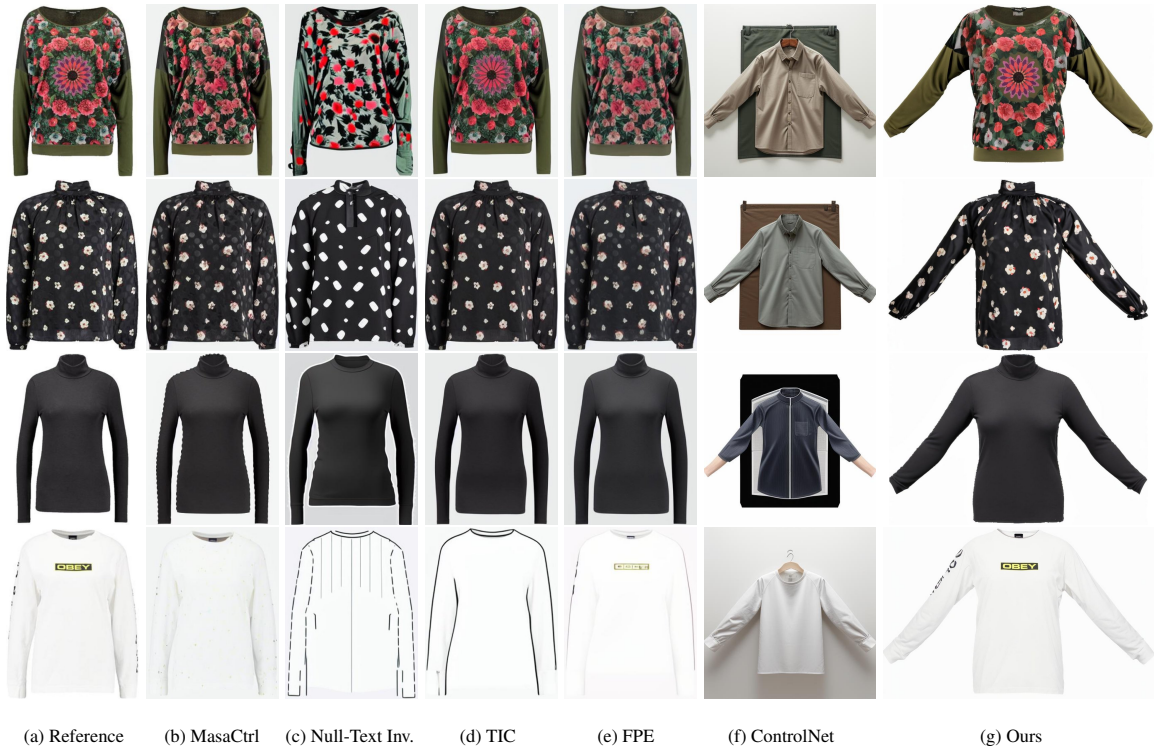 OBEY
OBEY
(a) Reference (b) MasaCtrl (c) Null-Text Inv. (d) TIC (e) FPE (f) ControlNet (g) Ours